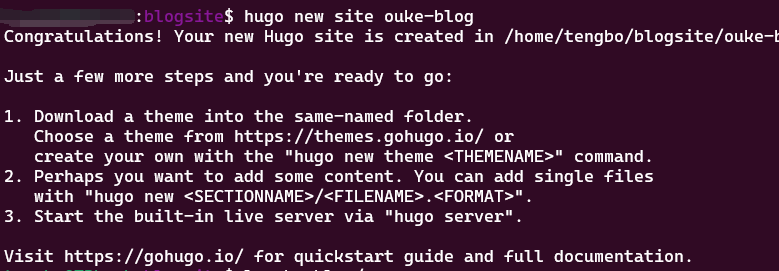 :blogsite$ hugo new site ouke-blog
Congratulations! Your new Hugo site is created in /home/tengbo/blogsite/ouke-b
Just a few more steps and you're ready to go:
1. Download a theme into the same-named folder.
Choose a theme from https://themes.gohugo.io/ or
create your own with the "hugo new theme <THEMENAME>" command.
2. Perhaps you want to add some content. You can add single files
with "hugo new <SECTIONNAME>/<FILENAME>.<FORMAT>".
3. Start the built-in live server via "hugo server".
Visit https://gohugo.io/ for quickstart guide and full documentation.